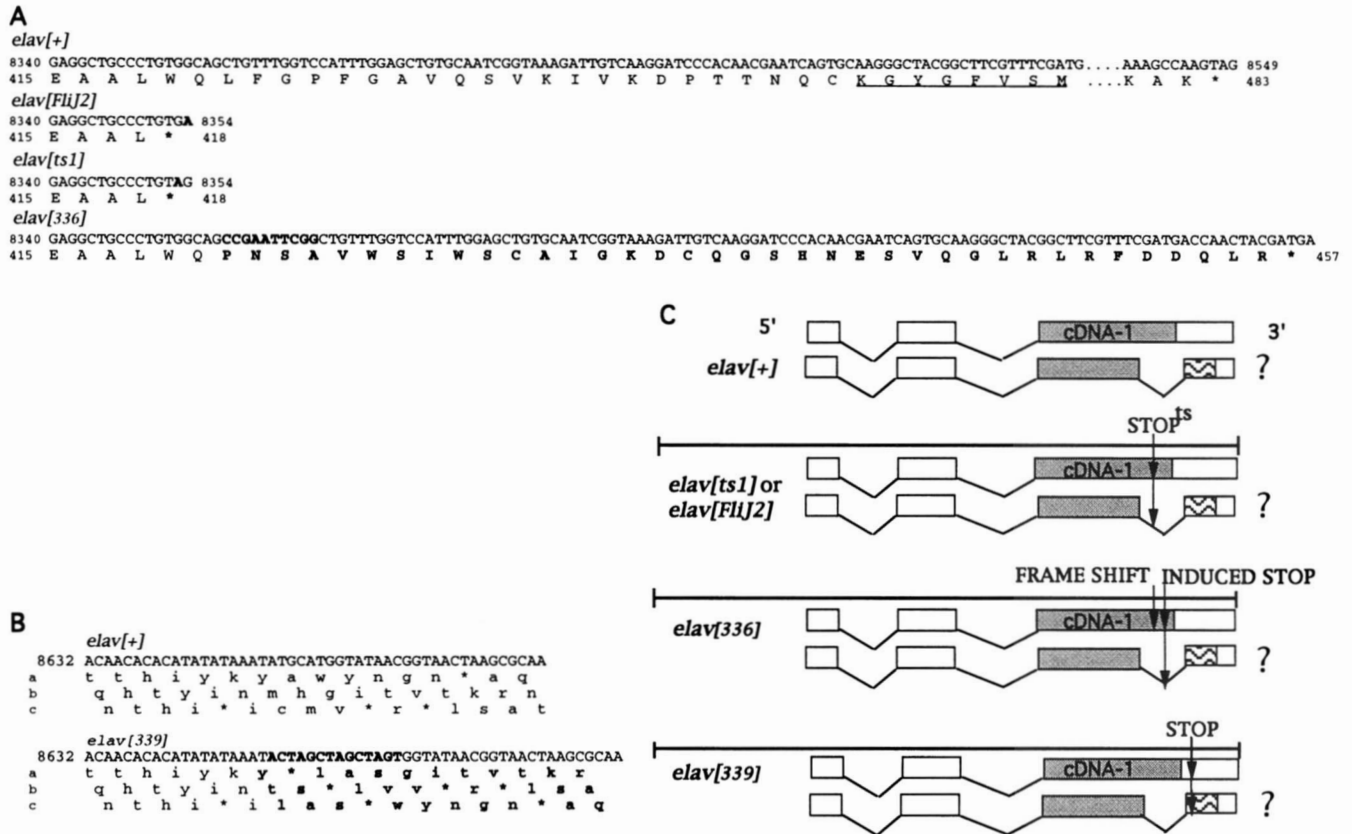 A
elav[+]
8340 GAGGCTGCCCTGTGGCAGCTGTTTGGTCCATTTGGAGCTGTGCAATCGGTAAAGATTGTCAAGGATCCCACAACGAATCAGTGCAAGGGCTACGGCTTCGTTTCGATG ....AAAGCCAAGTAG 8549
415 E A A L W Q L F G P F G A V Q S V K I V K D P T T N Q C K G Y G F V S M ....K A K * 483
elav[FliJ2]
8340 GAGGCTGCCCTGTGA 8354
415 E A A L * 418
elav[ts1]
8340 GAGGCTGCCCTGTAG 8354
415 E A A L * 418
elav[336]
8340 GAGGCTGCCCTGTGGCAGCCGAATTCGGCTGTTTGGTCCATTTGGAGCTGTGCAATCGGTAAAGATTGTCAAGGATCCCACAACGAATCAGTGCAAGGGCTACGGCTTCGTTTCGATGACCAACTACGATGA
415 E A A L W Q P N S A V W S I W S C A I G K D C Q G S H N E S V Q G L R L R F D D Q L R * 457
C
5' cDNA-1 3'
elav[+] ?
STOP ts
cDNA-1
elav[ts1] or
elav[FliJ2] ?
FRAME SHIFT INDUCED STOP
cDNA-1
elav[336] ?
STOP
cDNA-1
elav[339] ?
B
elav[+]
8632 ACAACACACATATATAAATATGCATGGTATAACGGTAACTAAGCGCAA
a t t h i y k y a w y n g n * a q
b q h t y i n m h g i t v t k r n
c n t h i * i c m v * r * l s a t
elav[339]
8632 ACAACACACATATATAAATACTAGCTAGCTAGTGGTATAACGGTAACTAAGCGCAA
a t t h i y k y * l a s g i t v t k r
b q h t y i n t s * l v v * r * l s a
c n t h i * i l a s * w y n g n * a q